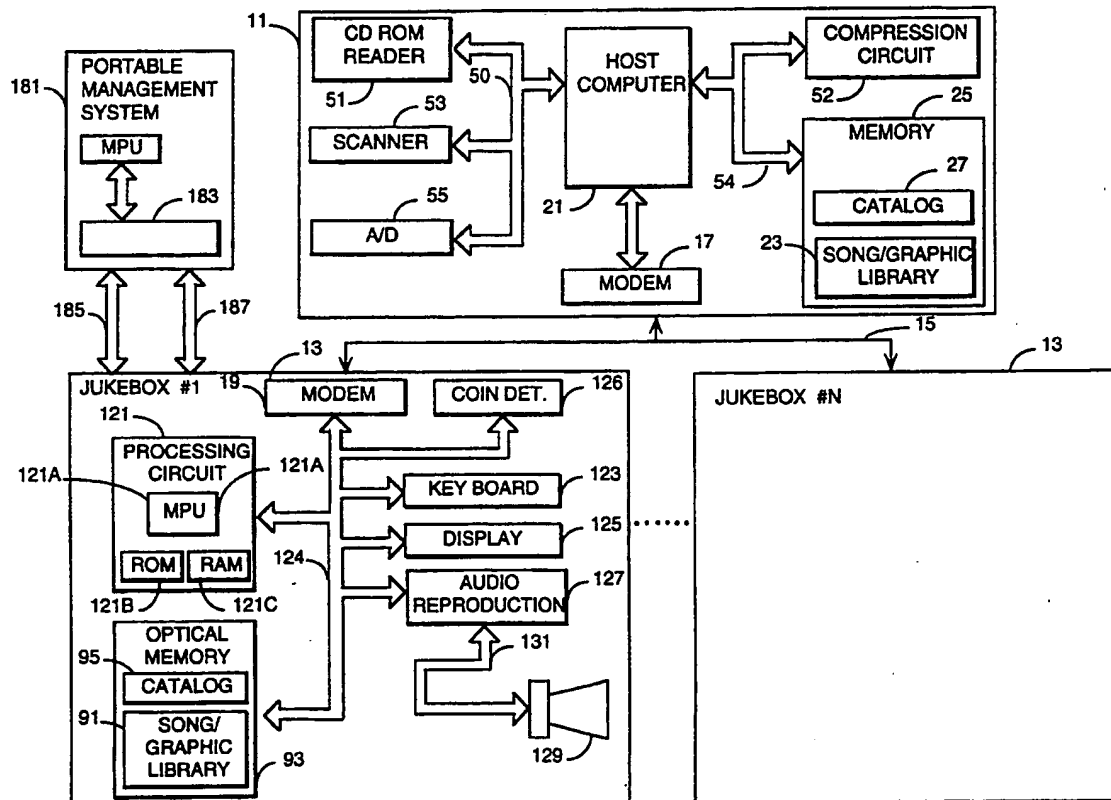 11
CD ROM
READER
51
50
HOST
COMPUTER
21
COMPRESSION
CIRCUIT
52
25
53
SCANNER
MEMORY
54
27
CATALOG
55
A/D
23
SONG/GRAPHIC
LIBRARY
17
MODEM
181
PORTABLE
MANAGEMENT
SYSTEM
MPU
183
185
187
15
13
JUKEBOX #1
13
19
MODEM
COIN DET.
126
121
PROCESSING
CIRCUIT
121A
121A
MPU
ROM
RAM
121B
121C
124
KEY BOARD
123
DISPLAY
125
AUDIO
REPRODUCTION
127
131
129
OPTICAL
MEMORY
95
CATALOG
91
SONG/
GRAPHIC
LIBRARY
93
JUKEBOX #N